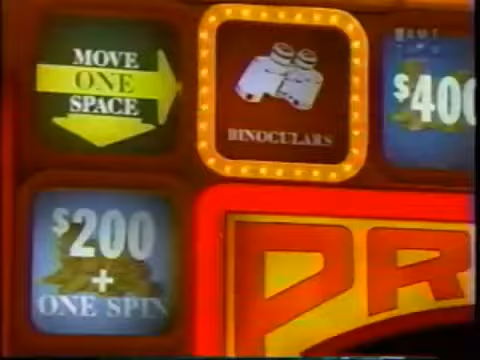 MOVE
ONE
SPACE
BINOCULARS
$400
$200
+
ONE SPIN
PR